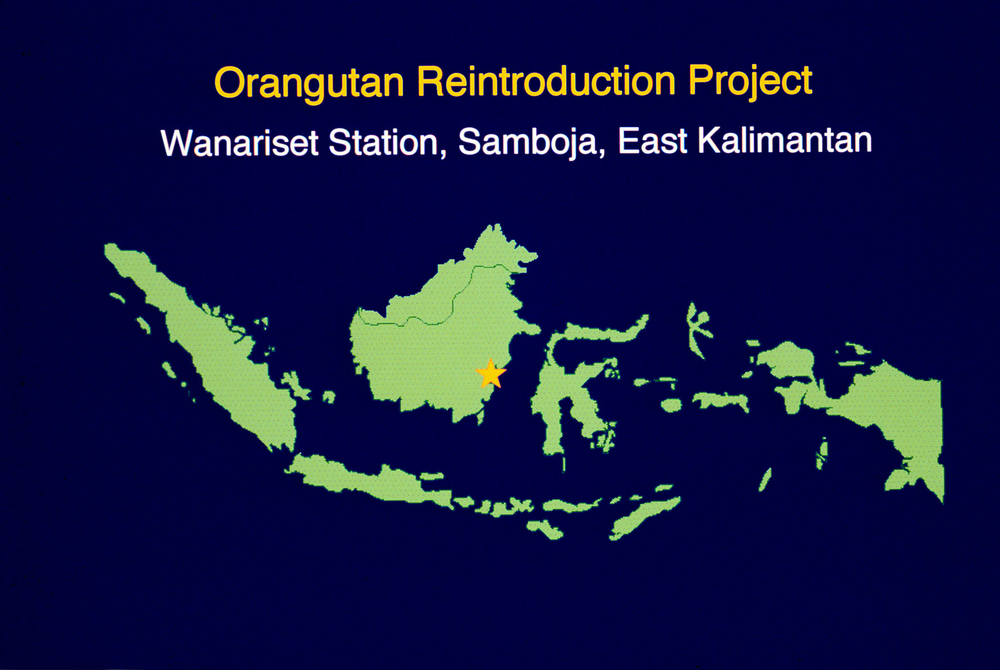 Orangutan Reintroduction Project
Wanariset Station, Samboja, East Kalimantan